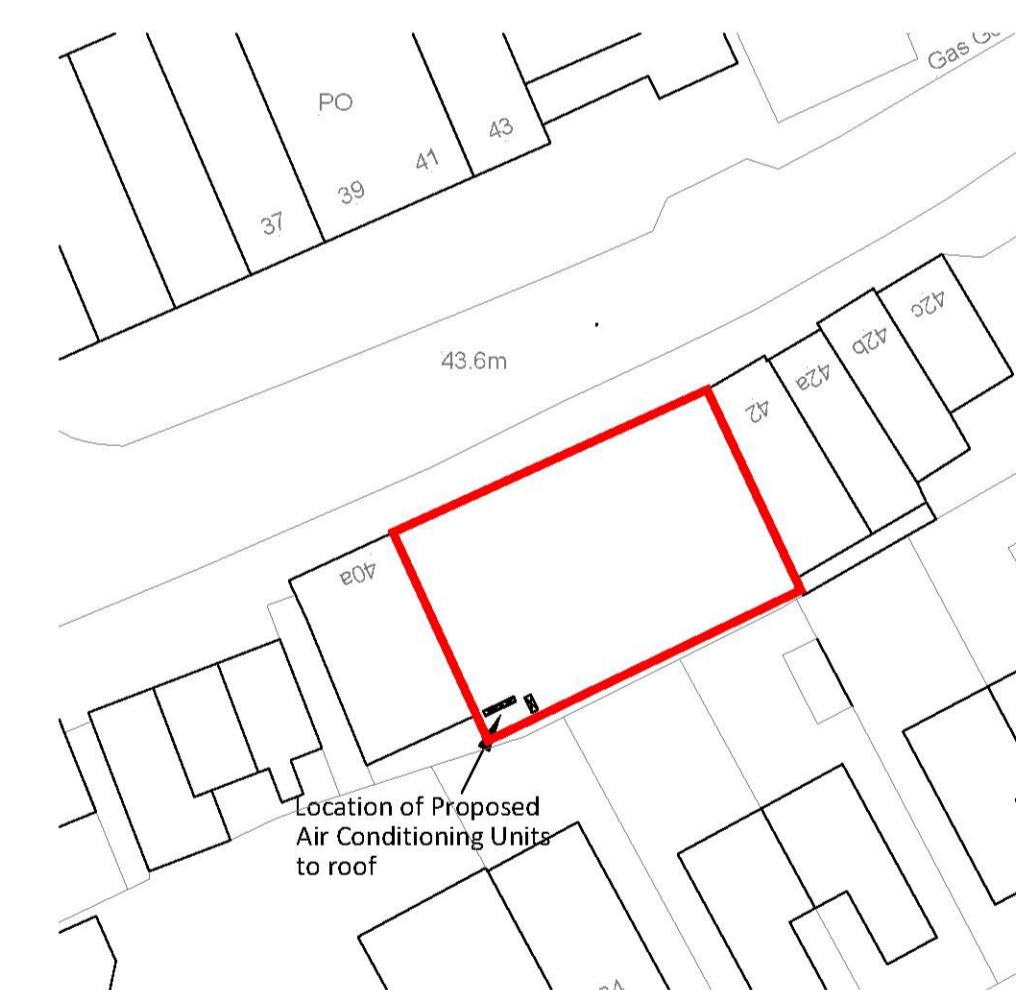 Gas
PO
43
41
39
37
43.6m
42c
42b
42a
42
40a
Location of Proposed
Air Conditioning Units
to roof